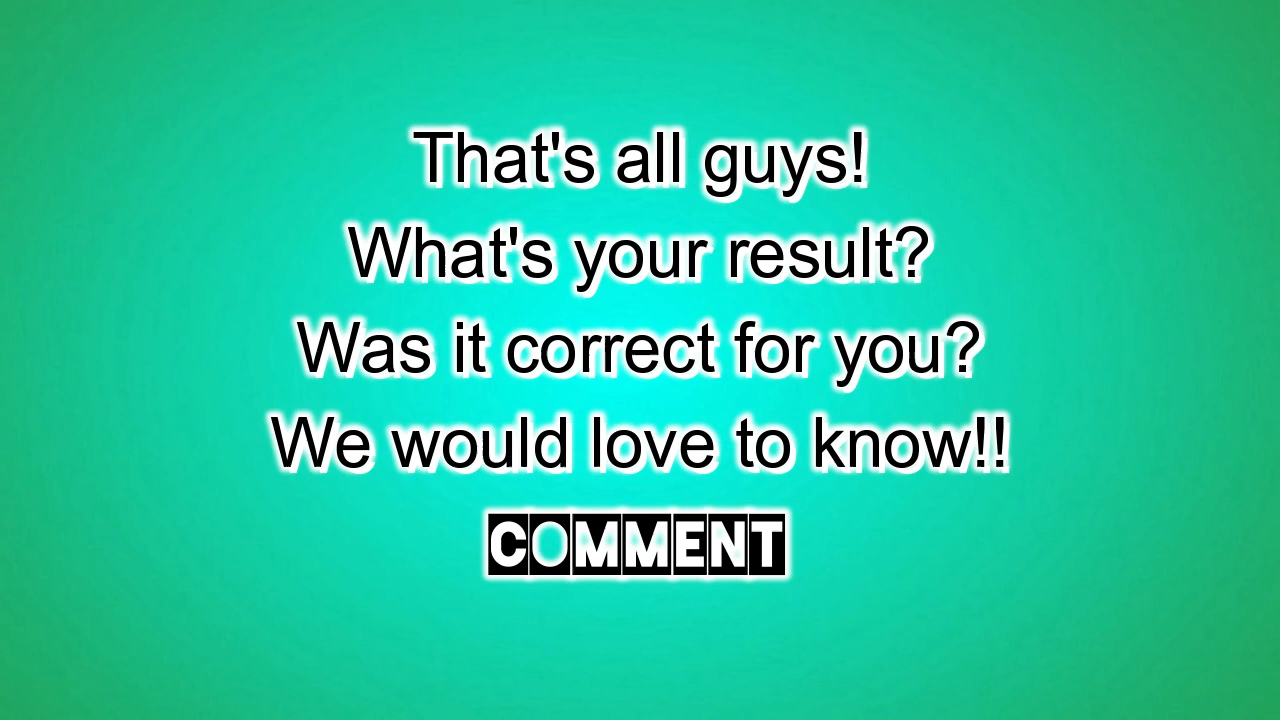 That's all guys!
What's your result?
Was it correct for you?
We would love to know!!
COMMENT